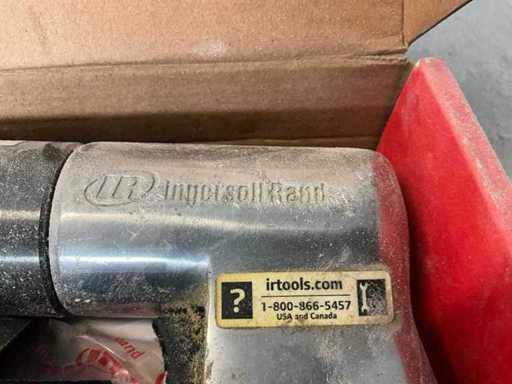 IR Ingersoll Rand
? irtools.com
1-800-866-5457
USA and Canada